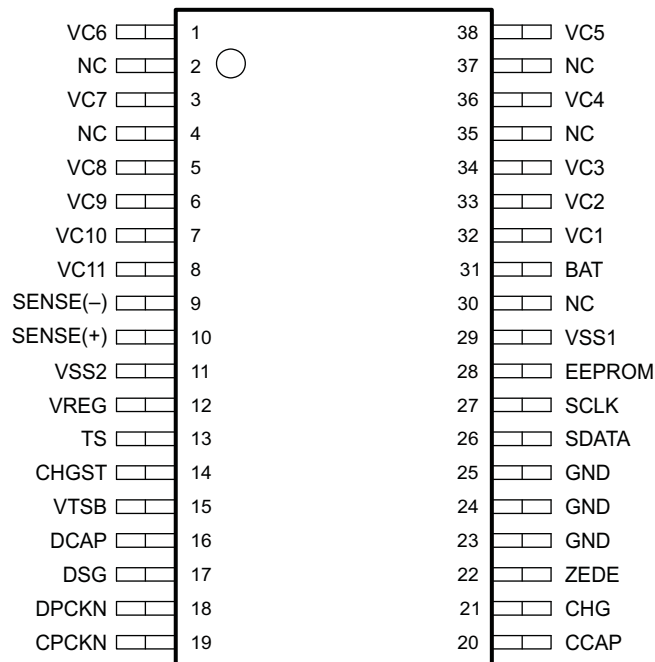 VC6 1 38 VC5
NC 2 37 NC
VC7 3 36 VC4
NC 4 35 NC
VC8 5 34 VC3
VC9 6 33 VC2
VC10 7 32 VC1
VC11 8 31 BAT
SENSE(–) 9 30 NC
SENSE(+) 10 29 VSS1
VSS2 11 28 EEPROM
VREG 12 27 SCLK
TS 13 26 SDATA
CHGST 14 25 GND
VTSB 15 24 GND
DCAP 16 23 GND
DSG 17 22 ZEDE
DPCKN 18 21 CHG
CPCKN 19 20 CCAP